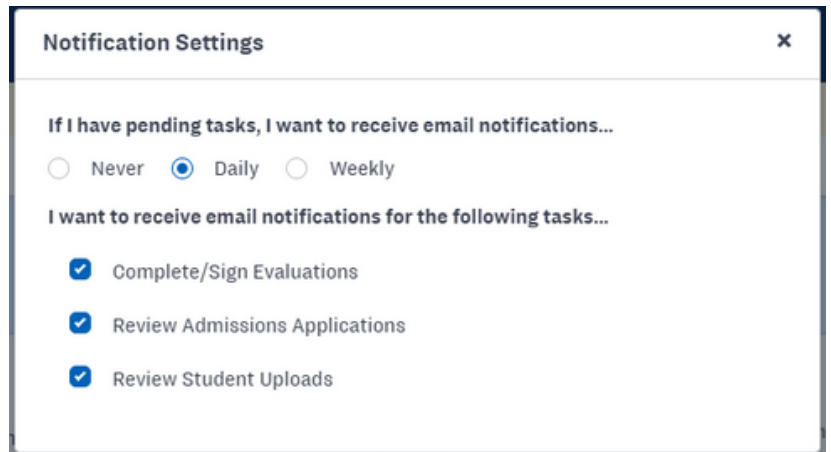 Notification Settings
If I have pending tasks, I want to receive email notifications...
Never Daily Weekly
I want to receive email notifications for the following tasks...
Complete/Sign Evaluations
Review Admissions Applications
Review Student Uploads